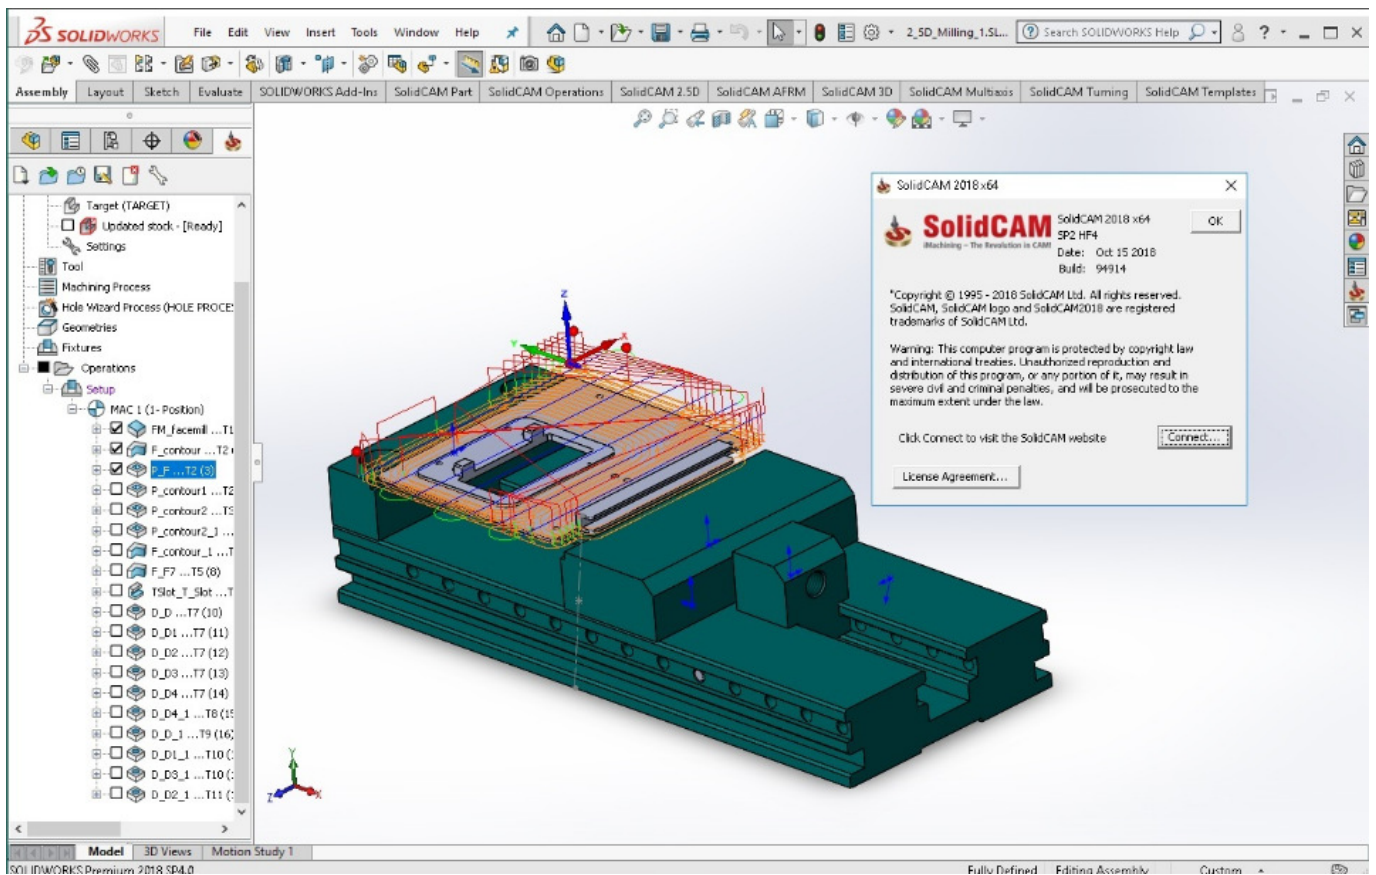 SOLIDWORKS File Edit View Insert Tools Window Help 2_5D_Milling_1.SL... Search SOLIDWORKS Help ?
Assembly Layout Sketch Evaluate SOLIDWORKS Add-Ins SolidCAM Part SolidCAM Operations SolidCAM 2.5D SolidCAM AFRM SolidCAM 3D SolidCAM Multiaxis SolidCAM Turning SolidCAM Templates
Target (TARGET)
Updated stock - [Ready]
Settings
Tool
Machining Process
Hole Wizard Process (HOLE PROCE:
Geometries
Fixtures
Operations
Setup
MAC 1 (1- Position)
FM_facemill ...T1
F_contour ...T2
P_F ...T2 (3)
P_contour1 ...T2
P_contour2 ...T3
P_contour2_1 ...
F_contour_1 ...T
F_F7 ...T5 (8)
TSlot_T_Slot ...T
D_D ...T7 (10)
D_D1 ...T7 (11)
D_D2 ...T7 (12)
D_D3 ...T7 (13)
D_D4 ...T7 (14)
D_D4_1 ...T8 (15
D_D_1 ...T9 (16)
D_D1_1 ...T10 (
D_D3_1 ...T10 (
D_D2_1 ...T11 (
Z
Y
X
Y
Z
X
SolidCAM 2018 x64
SolidCAM
iMachining – The Revolution in CAM!
SolidCAM 2018 x64
SP2 HF4
Date: Oct 15 2018
Build: 94914
OK
"Copyright © 1995 - 2018 SolidCAM Ltd. All rights reserved.
SolidCAM, SolidCAM logo and SolidCAM2018 are registered
trademarks of SolidCAM Ltd.
Warning: This computer program is protected by copyright law
and international treaties. Unauthorized reproduction and
distribution of this program, or any portion of it, may result in
severe civil and criminal penalties, and will be prosecuted to the
maximum extent under the law.
Click Connect to visit the SolidCAM website
Connect...
License Agreement...
Model 3D Views Motion Study 1
SOLIDWORKS Premium 2018 SP4.0 Fully Defined Editing Assembly Custom